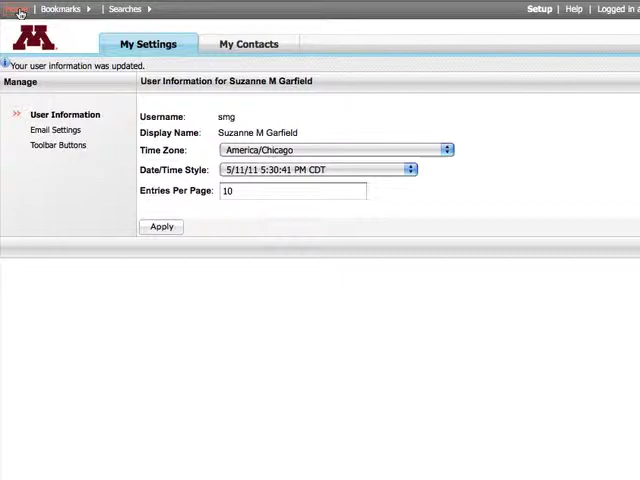 Home | Bookmarks | Searches Setup | Help | Logged in a
M
My Settings My Contacts
Your user information was updated.
Manage
User Information for Suzanne M Garfield
User Information
Email Settings
Toolbar Buttons
Username: smg
Display Name: Suzanne M Garfield
Time Zone: America/Chicago
Date/Time Style: 5/11/11 5:30:41 PM CDT
Entries Per Page: 10
Apply